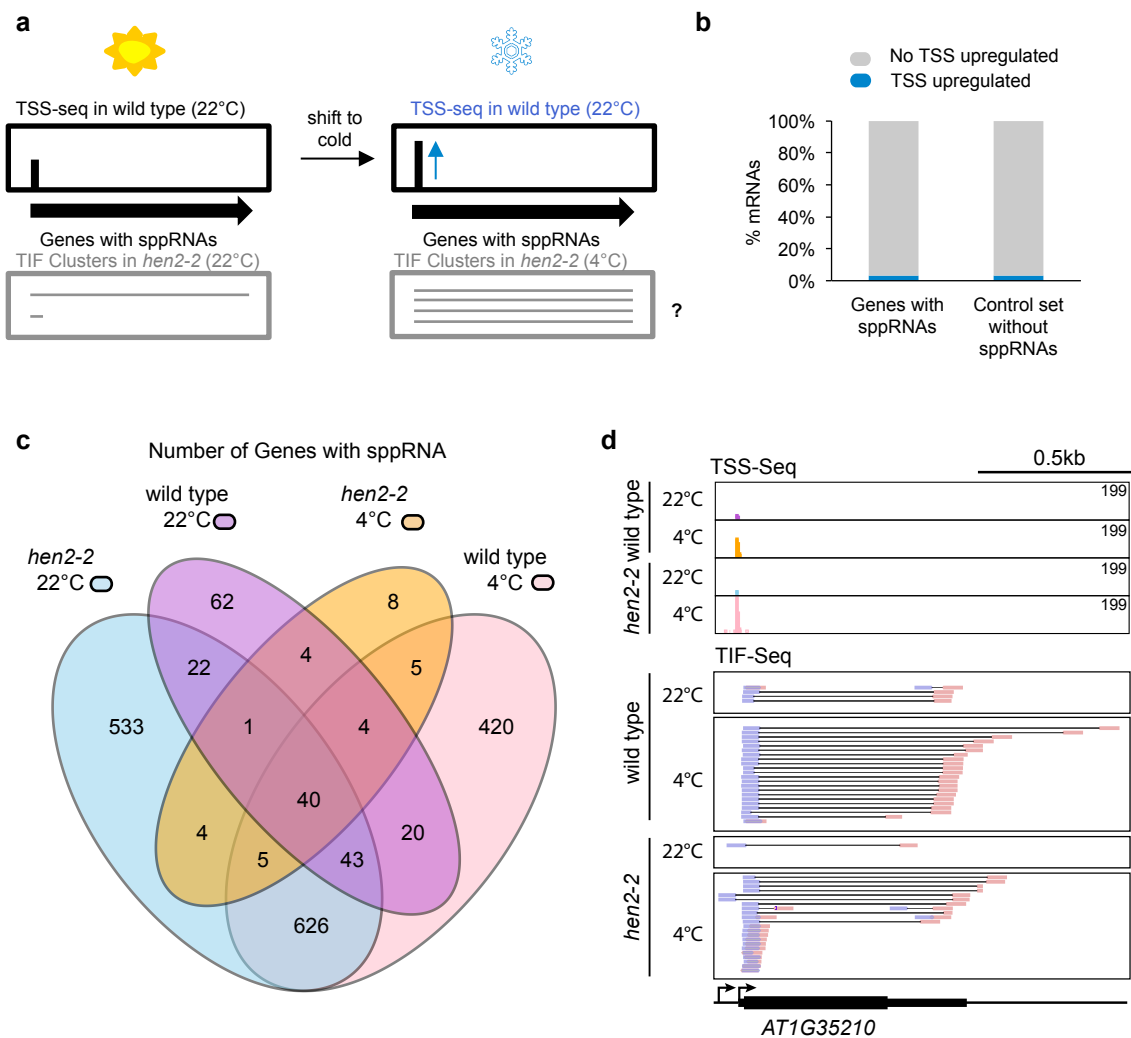 a
TSS-seq in wild type (22°C)
shift to
cold
TSS-seq in wild type (22°C)
Genes with sppRNAs
TIF Clusters in hen2-2 (22°C)
Genes with sppRNAs
TIF Clusters in hen2-2 (4°C)
?
b
No TSS upregulated
TSS upregulated
% mRNAs
100%
80%
60%
40%
20%
0%
Genes with
sppRNAs
Control set
without
sppRNAs
c
Number of Genes with sppRNA
hen2-2
22°C
wild type
22°C
hen2-2
4°C
wild type
4°C
62
8
22
4
5
533
1
4
420
40
4
5
43
20
626
d
TSS-Seq
0.5kb
wild type
22°C
199
4°C
199
hen2-2
22°C
199
4°C
199
TIF-Seq
wild type
22°C
4°C
hen2-2
22°C
4°C
AT1G35210